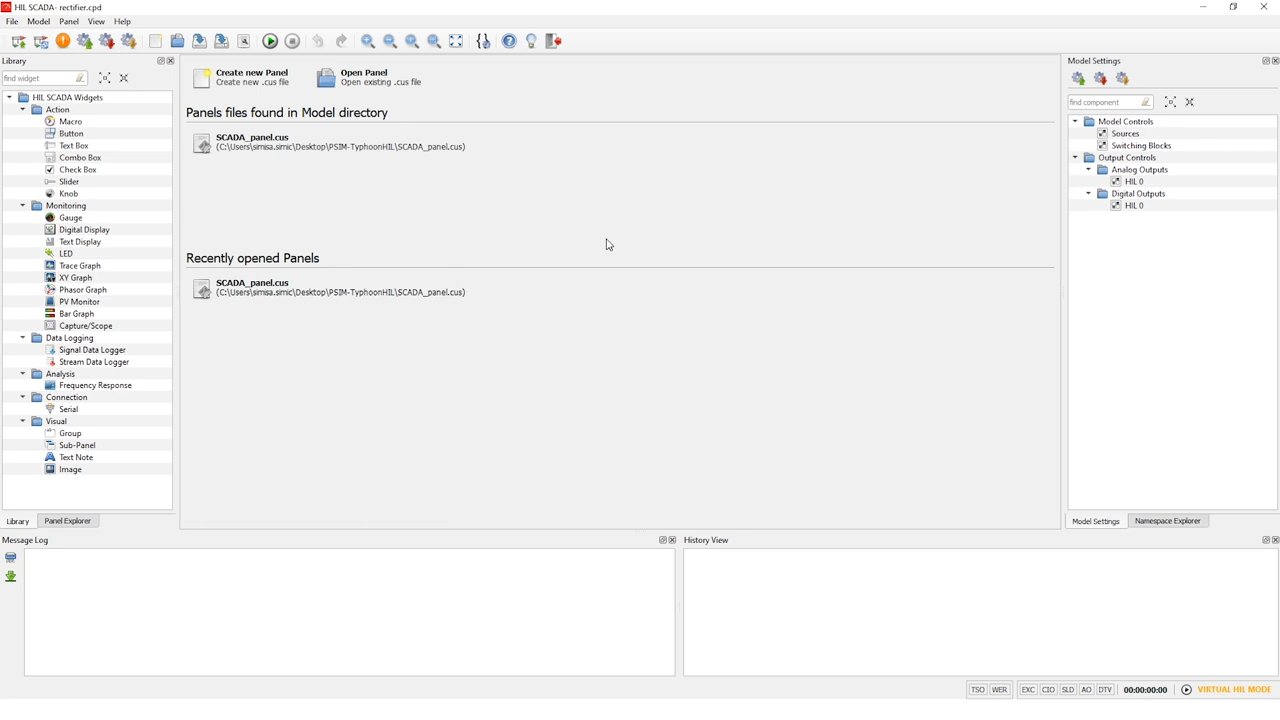 HIL SCADA- rectifier.cpd
File Model Panel View Help
Library
find widget
HIL SCADA Widgets
Action
Macro
Button
Text Box
Combo Box
Check Box
Slider
Knob
Monitoring
Gauge
Digital Display
Text Display
LED
Trace Graph
XY Graph
Phasor Graph
PV Monitor
Bar Graph
Capture/Scope
Data Logging
Signal Data Logger
Stream Data Logger
Analysis
Frequency Response
Connection
Serial
Visual
Group
Sub-Panel
Text Note
Image
Library Panel Explorer
Create new Panel
Create new .cus file
Open Panel
Open existing .cus file
Panels files found in Model directory
SCADA_panel.cus
(C:\Users\simisa.simic\Desktop\PSIM-TyphoonHIL\SCADA_panel.cus)
Recently opened Panels
SCADA_panel.cus
(C:\Users\simisa.simic\Desktop\PSIM-TyphoonHIL\SCADA_panel.cus)
Model Settings
find component
Model Controls
Sources
Switching Blocks
Output Controls
Analog Outputs
HIL 0
Digital Outputs
HIL 0
Model Settings Namespace Explorer
Message Log
History View
TSO WER EXC CIO SLD AO DTV 00:00:00:00 VIRTUAL HIL MODE